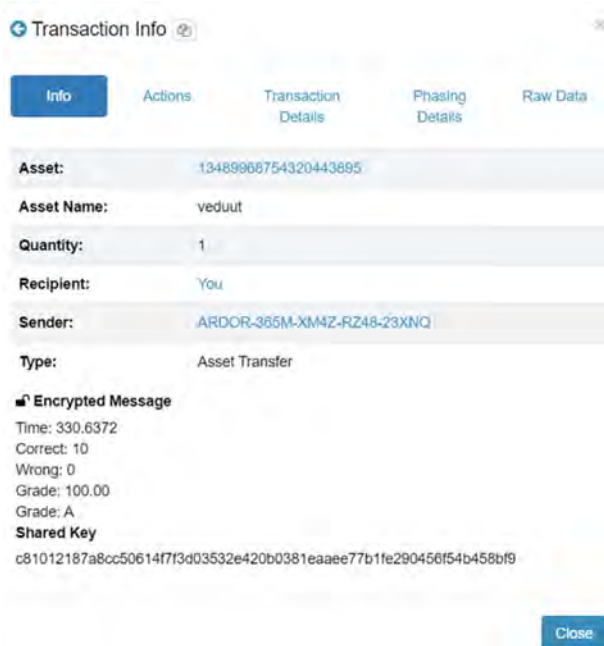 Transaction Info
Info
Actions
Transaction Details
Phasing Details
Raw Data
Asset: 13489968754320443695
Asset Name: veduut
Quantity: 1
Recipient: You
Sender: ARDOR-365M-XM4Z-RZ48-23XNQ
Type: Asset Transfer
Encrypted Message
Time: 330.6372
Correct: 10
Wrong: 0
Grade: 100.00
Grade: A
Shared Key
c81012187a8cc50614f7f3d03532e420b0381eaaee77b1fe290456f54b458bf9
Close